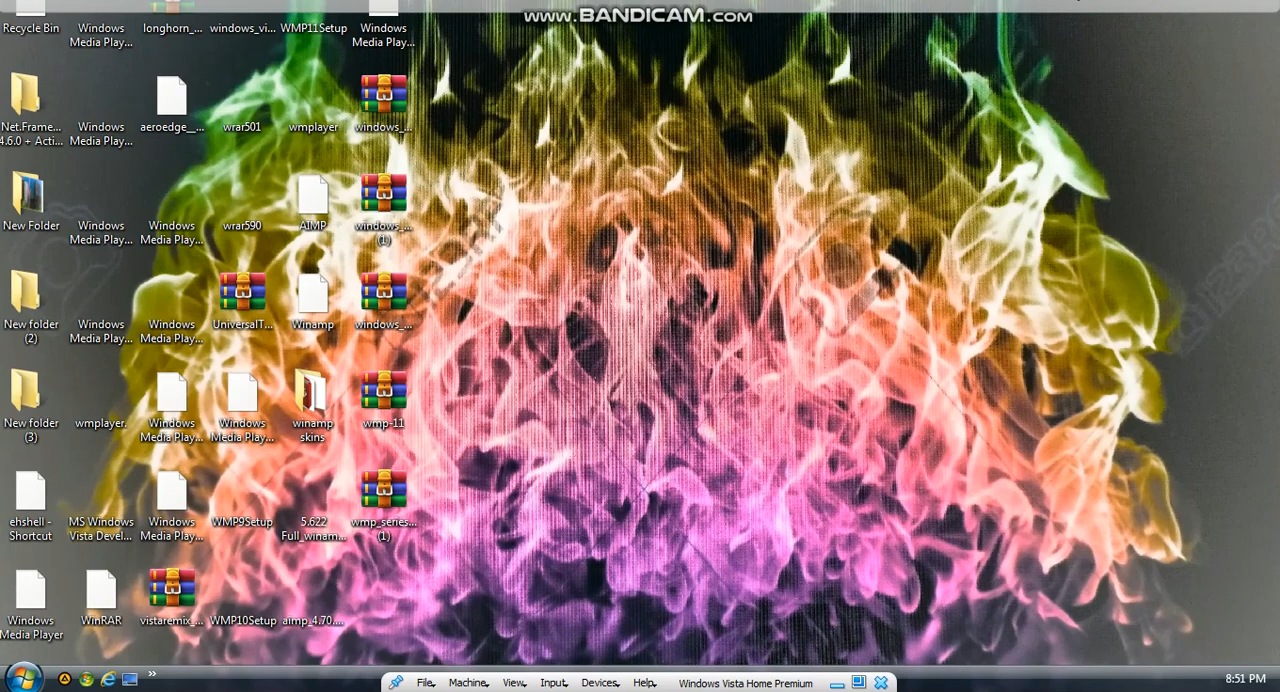 www.BANDICAM.com
Recycle Bin
Windows
Media Play...
longhorn_...
windows_vi...
WMP11Setup
Windows
Media Play...
Net.Frame...
4.6.0 + Acti...
Windows
Media Play...
aeroedge__...
wrar501
wmplayer
windows_...
New Folder
Windows
Media Play...
Windows
Media Play...
wrar590
AIMP
windows_...
(1)
New folder
(2)
Windows
Media Play...
Windows
Media Play...
UniversalT...
Winamp
windows_...
New folder
(3)
wmplayer.
Windows
Media Play...
Windows
Media Play...
winamp
skins
wmp-11
ehshell -
Shortcut
MS Windows
Vista Devel...
Windows
Media Play...
WMP9Setup
5.622
Full_winam...
wmp_series...
(1)
Windows
Media Player
WinRAR
vistaremix_...
WMP10Setup
aimp_4.70....
»
File
Machine
View
Input
Devices
Help
Windows Vista Home Premium
8:51 PM